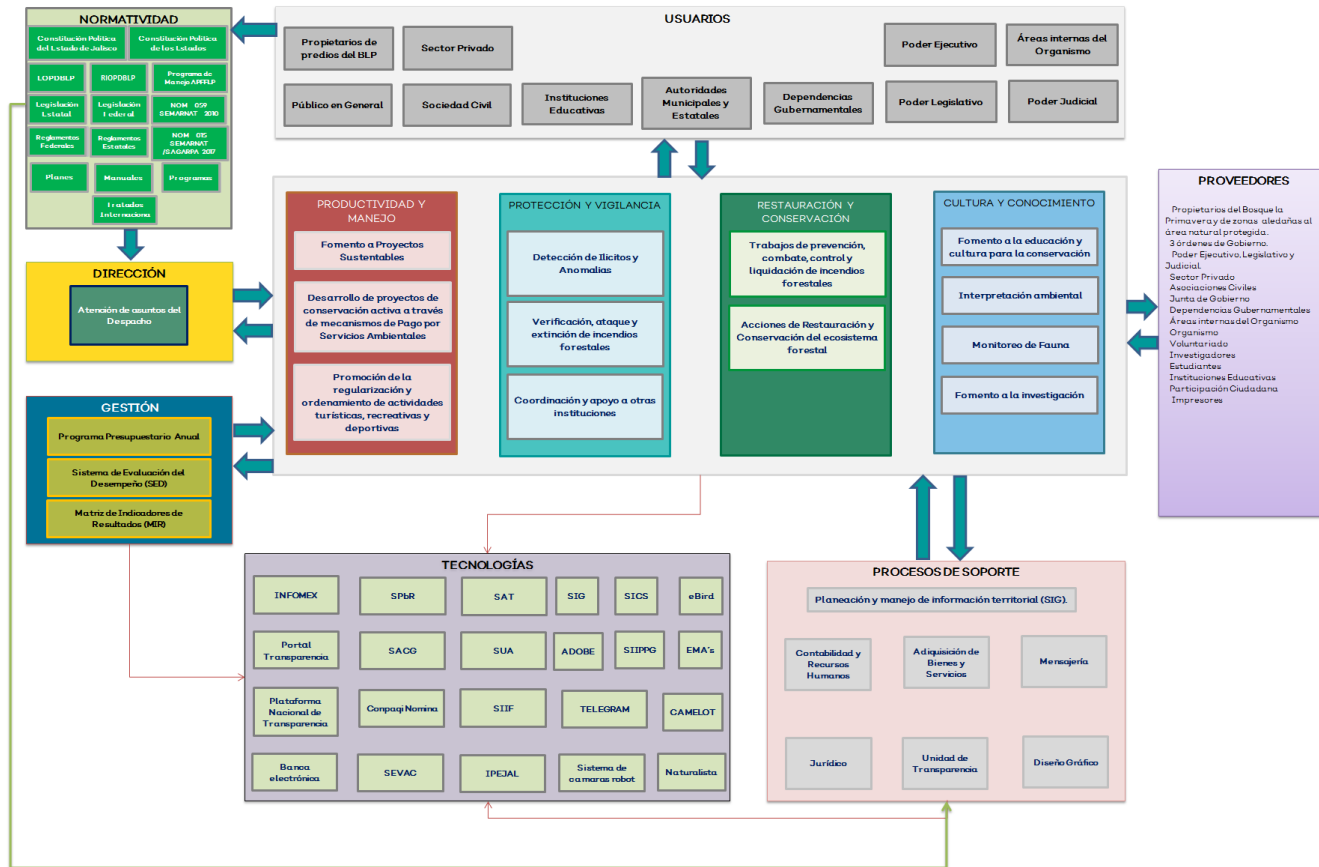 NORMATIVIDAD
Constitución Política
del Estado de Jalisco
Constitución Política
de los Estados
LOPDBLP
RIOPDBLP
Programa de
Manejo APFFLP
Legislación
Estatal
Legislación
Federal
NOM 059
SEMARNAT 2010
Reglamentos
Federales
Reglamentos
Estatales
NOM 015
SEMARNAT
/SAGARPA 2017
Planes
Manuales
Programas
Tratados
Internaciona
USUARIOS
Propietarios de
predios del BLP
Sector Privado
Poder Ejecutivo
Áreas internas del
Organismo
Público en General
Sociedad Civil
Instituciones
Educativas
Autoridades
Municipales y
Estatales
Dependencias
Gubernamentales
Poder Legislativo
Poder Judicial
DIRECCIÓN
Atención de asuntos del
Despacho
GESTIÓN
Programa Presupuestario Anual
Sistema de Evaluación del
Desempeño (SED)
Matriz de Indicadores de
Resultados (MIR)
PRODUCTIVIDAD Y
MANEJO
Fomento a Proyectos
Sustentables
Desarrollo de proyectos de
conservación activa a través
de mecanismos de Pago por
Servicios Ambientales
Promoción de la
regularización y
ordenamiento de actividades
turísticas, recreativas y
deportivas
PROTECCIÓN Y VIGILANCIA
Detección de Ilícitos y
Anomalias
Verificación, ataque y
extinción de incendios
forestales
Coordinación y apoyo a otras
instituciones
RESTAURACIÓN Y
CONSERVACIÓN
Trabajos de prevención,
combate, control y
liquidación de incendios
forestales
Acciones de Restauración y
Conservación del ecosistema
forestal
CULTURA Y CONOCIMIENTO
Fomento a la educación y
cultura para la conservación
Interpretación ambiental
Monitoreo de Fauna
Fomento a la investigación
PROVEEDORES
Propietarios del Bosque la
Primavera y de zonas aledañas al
área natural protegida.
3 órdenes de Gobierno.
Poder Ejecutivo, Legislativo y
Judicial.
Sector Privado
Asociaciones Civiles
Junta de Gobierno
Dependencias Gubernamentales
Áreas internas del Organismo
Organismo
Voluntariado
Investigadores
Estudiantes
Instituciones Educativas
Participación Ciudadana
Impresores
TECNOLOGÍAS
INFOMEX
SPbR
SAT
SIG
SICS
eBird
Portal
Transparencia
SACG
SUA
ADOBE
SIIPPG
EMA's
Plataforma
Nacional de
Transparencia
Conpaqi Nomina
SIIF
TELEGRAM
CAMELOT
Banca
electrónica
SEVAC
IPEJAL
Sistema de
camaras robot
Naturalista
PROCESOS DE SOPORTE
Planeación y manejo de información territorial (SIG).
Contabilidad y
Recursos
Humanos
Adiquisición de
Bienes y
Servicios
Mensajería
Jurídico
Unidad de
Transparencia
Diseño Gráfico